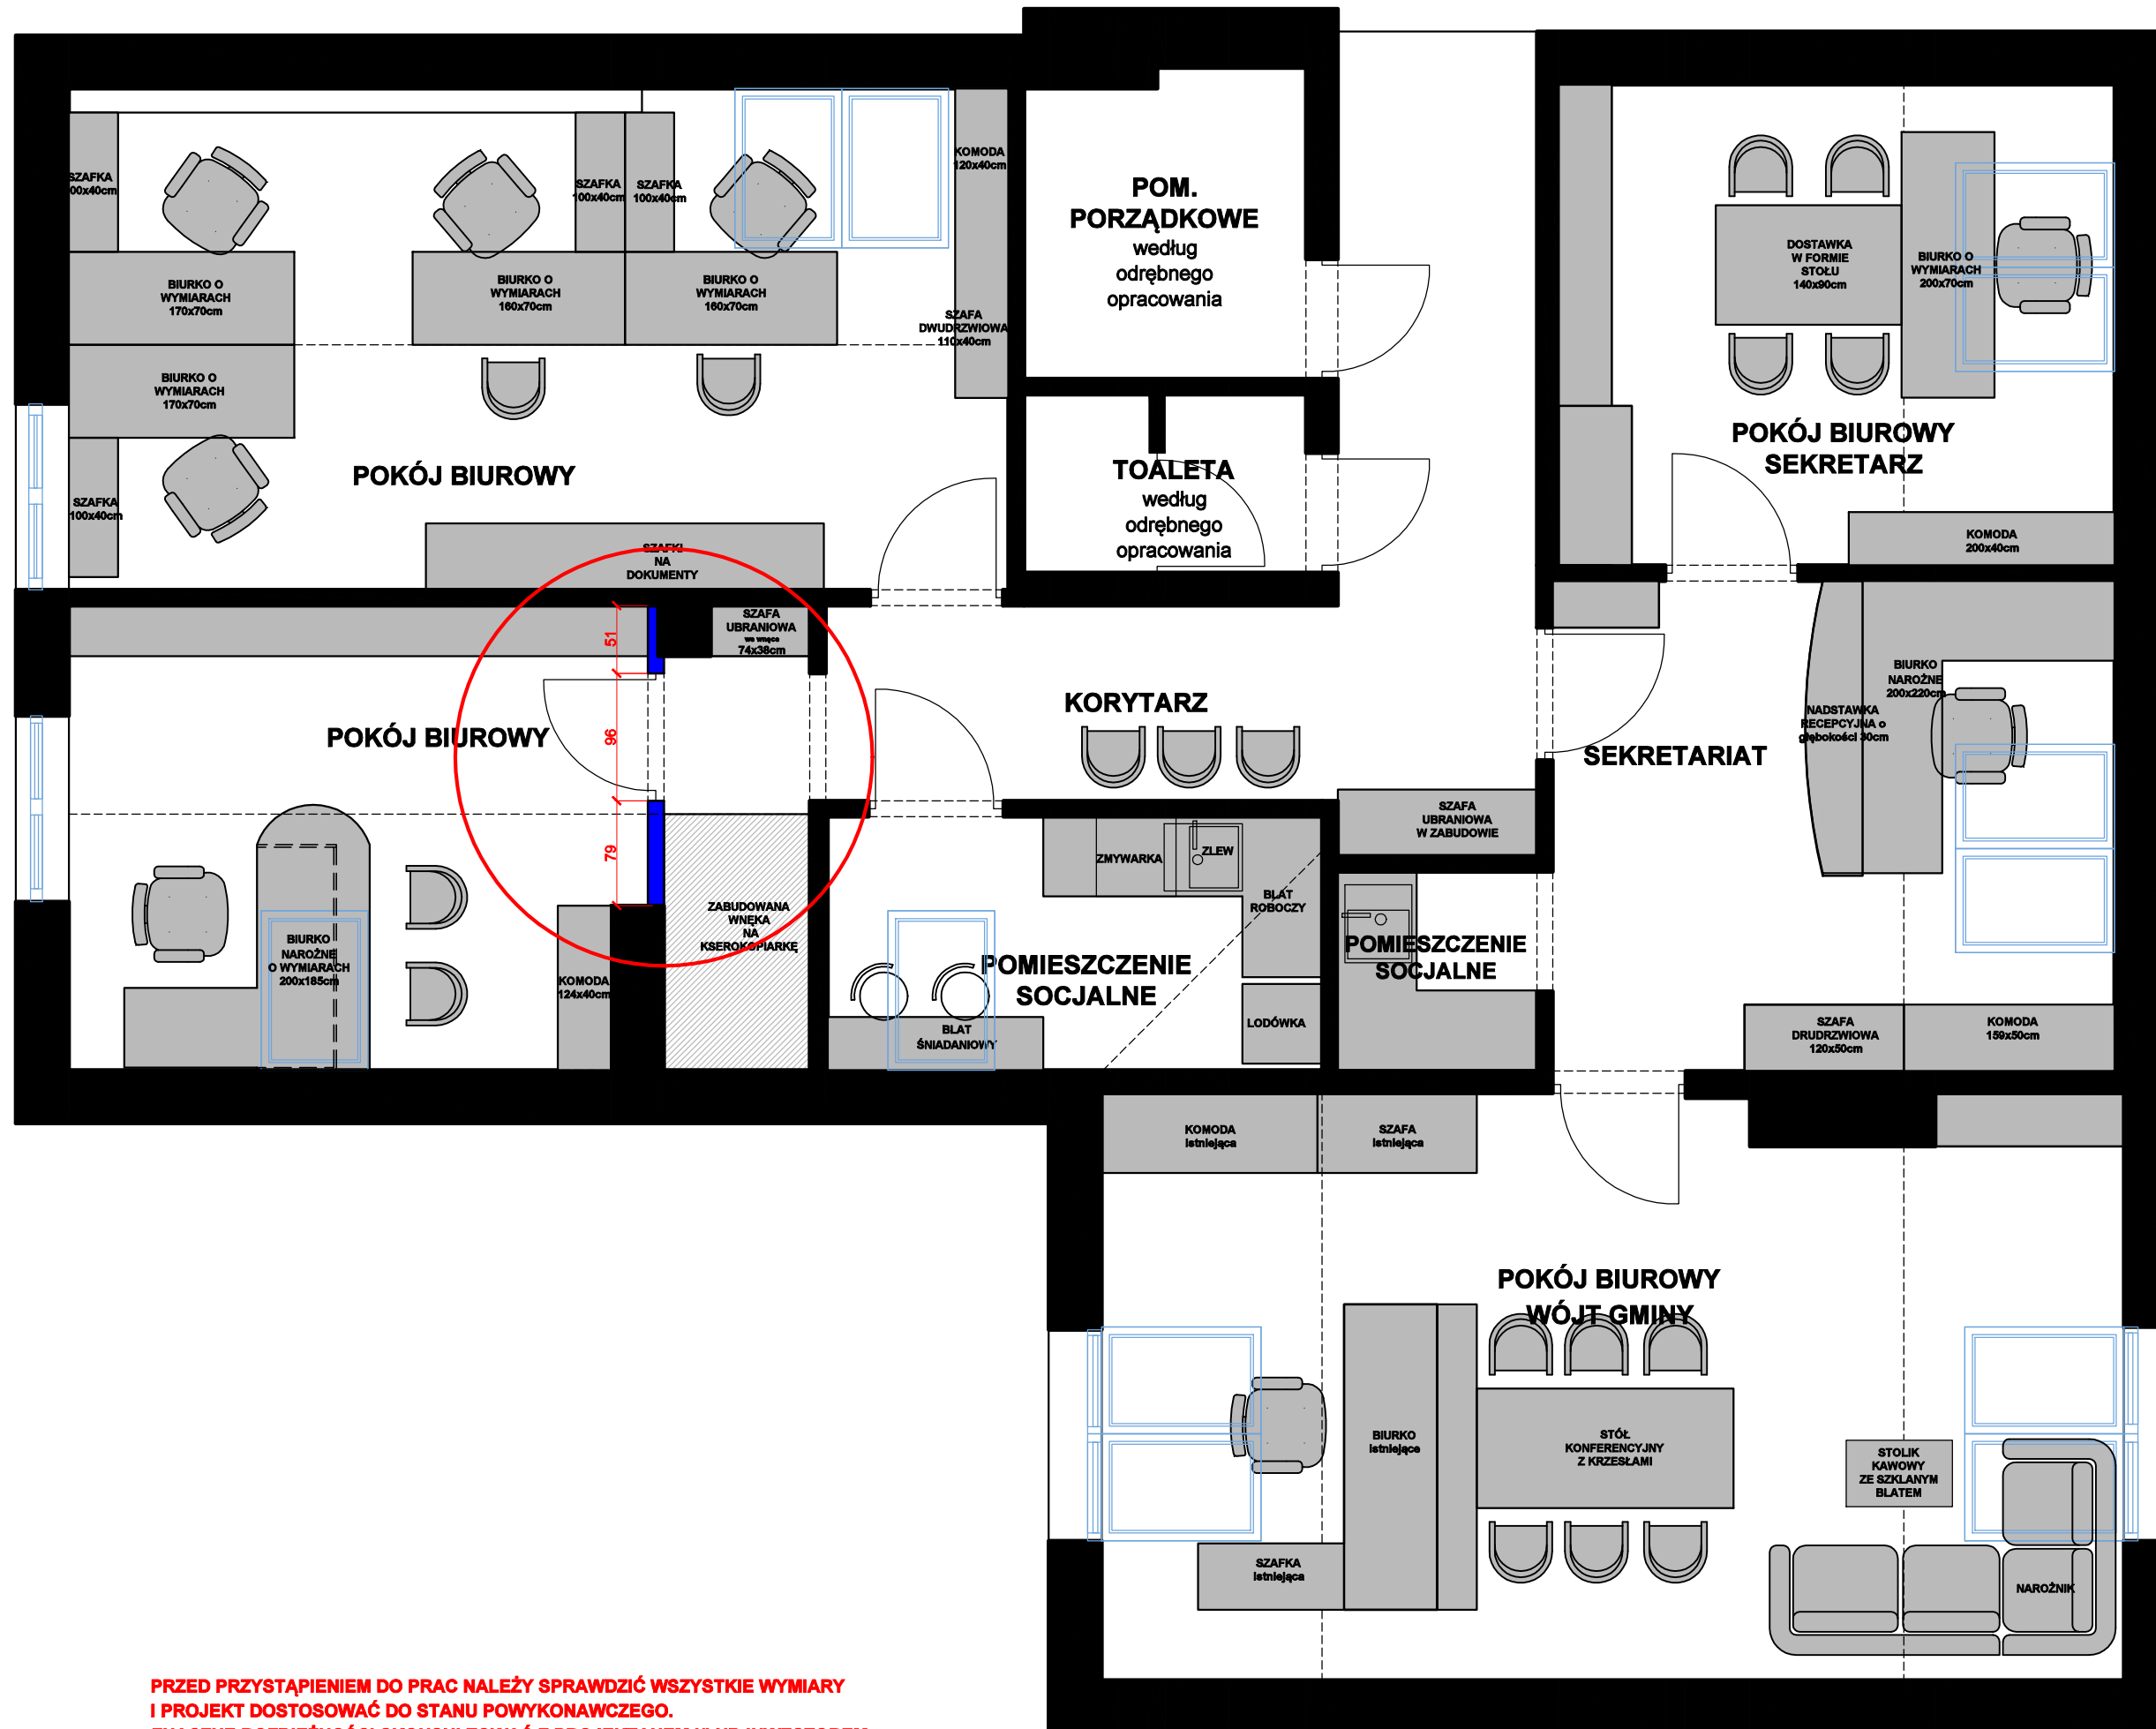 SZAFKA
00x40cm
SZAFKA
100x40cm
SZAFKA
100x40cm
KOMODA
120x40cm
BIURKO O
WYMIARACH
170x70cm
BIURKO O
WYMIARACH
160x70cm
BIURKO O
WYMIARACH
160x70cm
SZAFA
DWUDRZWIOWA
110x40cm
BIURKO O
WYMIARACH
170x70cm
SZAFKA
100x40cm
POKÓJ BIUROWY
SZAFKI
NA
DOKUMENTY
POM.
PORZĄDKOWE
według
odrębnego
opracowania
TOALETA
według
odrębnego
opracowania
DOSTAWKA
W FORMIE
STOŁU
140x90cm
BIURKO O
WYMIARACH
200x70cm
POKÓJ BIUROWY
SEKRETARZ
KOMODA
200x40cm
SZAFA
UBRANIOWA
we wnęce
74x38cm
51
96
79
POKÓJ BIUROWY
KORYTARZ
SEKRETARIAT
BIURKO
NAROŻNE
200x220cm
NADSTAWKA
RECEPCYJNA o
głębokości 30cm
SZAFA
UBRANIOWA
W ZABUDOWIE
ZMYWARKA
ZLEW
BLAT
ROBOCZY
ZABUDOWANA
WNĘKA
NA
KSEROKOPIARKĘ
BIURKO
NAROŻNE
O WYMIARACH
200x185cm
KOMODA
124x40cm
POMIESZCZENIE
SOCJALNE
POMIESZCZENIE
SOCJALNE
LODÓWKA
BLAT
ŚNIADANIOWY
SZAFA
DRUDRZWIOWA
120x50cm
KOMODA
159x50cm
KOMODA
istniejąca
SZAFA
istniejąca
POKÓJ BIUROWY
WÓJT GMINY
BIURKO
istniejące
STÓŁ
KONFERENCYJNY
Z KRZESŁAMI
STOLIK
KAWOWY
ZE SZKLANYM
BLATEM
SZAFKA
istniejąca
NAROŻNIK
PRZED PRZYSTĄPIENIEM DO PRAC NALEŻY SPRAWDZIĆ WSZYSTKIE WYMIARY
I PROJEKT DOSTOSOWAĆ DO STANU POWYKONAWCZEGO.